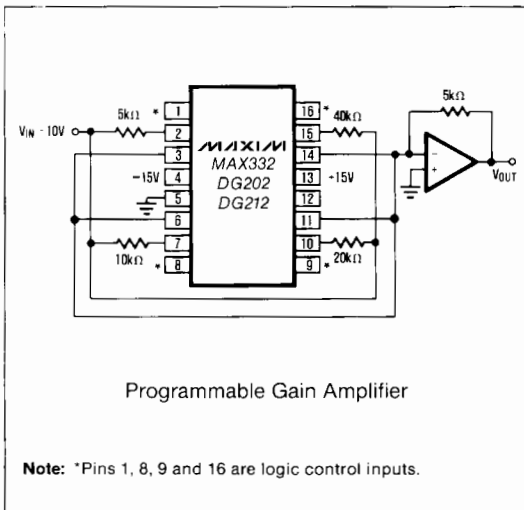 5kΩ * 1 16 * 40kΩ 5kΩ
VIN - 10V 2 15
3 MAXIM 14 -
-15V 4 MAX332 13 +15V +
5 DG202 12 VOUT
6 DG212 11
7 10
10kΩ 20kΩ
* 8 9 *
Programmable Gain Amplifier
Note: *Pins 1, 8, 9 and 16 are logic control inputs.